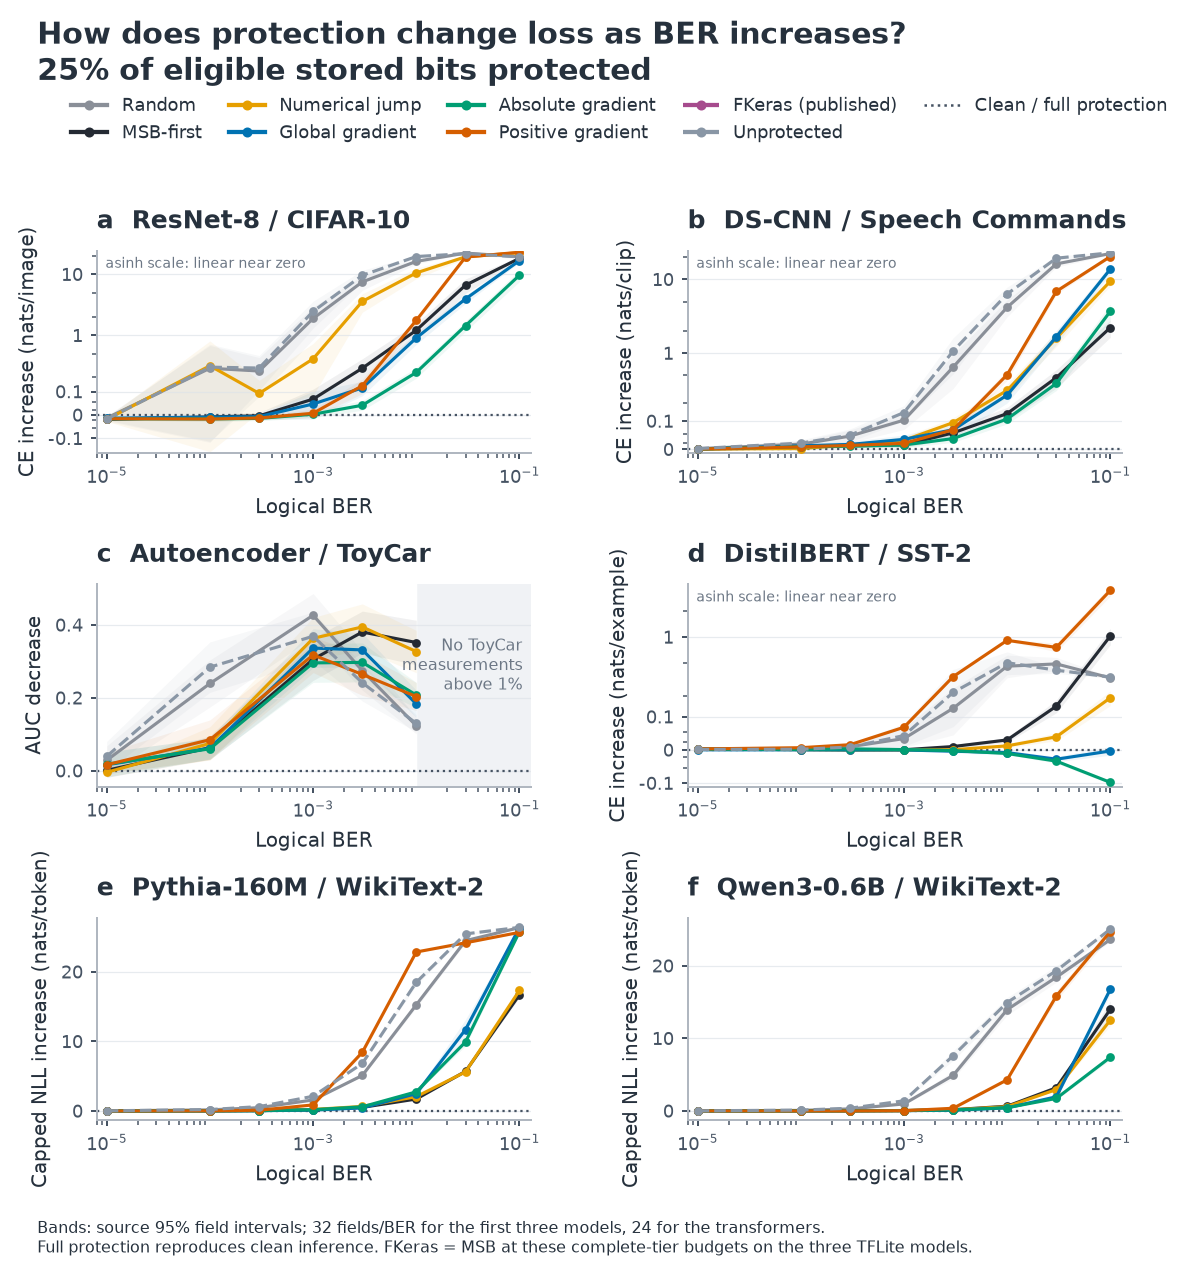 How does protection change loss as BER increases?
25% of eligible stored bits protected
Random
Numerical jump
Absolute gradient
FKeras (published)
Clean / full protection
MSB-first
Global gradient
Positive gradient
Unprotected
a ResNet-8 / CIFAR-10
asinh scale: linear near zero
CE increase (nats/image)
10
1
0.1
0
-0.1
10⁻⁵
10⁻³
10⁻¹
Logical BER
b DS-CNN / Speech Commands
asinh scale: linear near zero
CE increase (nats/clip)
10
1
0.1
0
10⁻⁵
10⁻³
10⁻¹
Logical BER
c Autoencoder / ToyCar
AUC decrease
0.4
0.2
0.0
No ToyCar
measurements
above 1%
10⁻⁵
10⁻³
10⁻¹
Logical BER
d DistilBERT / SST-2
asinh scale: linear near zero
CE increase (nats/example)
1
0.1
0
-0.1
10⁻⁵
10⁻³
10⁻¹
Logical BER
e Pythia-160M / WikiText-2
Capped NLL increase (nats/token)
20
10
0
10⁻⁵
10⁻³
10⁻¹
Logical BER
f Qwen3-0.6B / WikiText-2
Capped NLL increase (nats/token)
20
10
0
10⁻⁵
10⁻³
10⁻¹
Logical BER
Bands: source 95% field intervals; 32 fields/BER for the first three models, 24 for the transformers.
Full protection reproduces clean inference. FKeras = MSB at these complete-tier budgets on the three TFLite models.